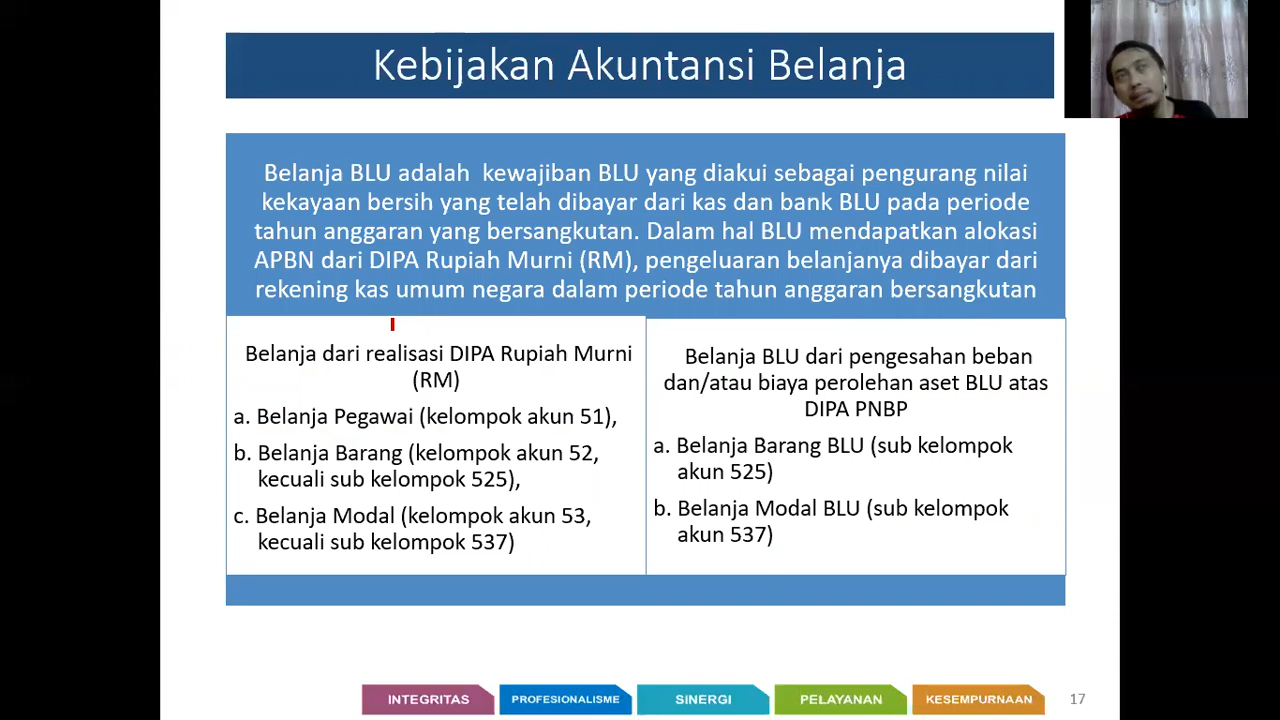 Kebijakan Akuntansi Belanja
Belanja BLU adalah kewajiban BLU yang diakui sebagai pengurang nilai
kekayaan bersih yang telah dibayar dari kas dan bank BLU pada periode
tahun anggaran yang bersangkutan. Dalam hal BLU mendapatkan alokasi
APBN dari DIPA Rupiah Murni (RM), pengeluaran belanjanya dibayar dari
rekening kas umum negara dalam periode tahun anggaran bersangkutan
Belanja dari realisasi DIPA Rupiah Murni
(RM)
a. Belanja Pegawai (kelompok akun 51),
b. Belanja Barang (kelompok akun 52,
kecuali sub kelompok 525),
c. Belanja Modal (kelompok akun 53,
kecuali sub kelompok 537)
Belanja BLU dari pengesahan beban
dan/atau biaya perolehan aset BLU atas
DIPA PNBP
a. Belanja Barang BLU (sub kelompok
akun 525)
b. Belanja Modal BLU (sub kelompok
akun 537)
INTEGRITAS
PROFESIONALISME
SINERGI
PELAYANAN
KESEMPURNAAN
17